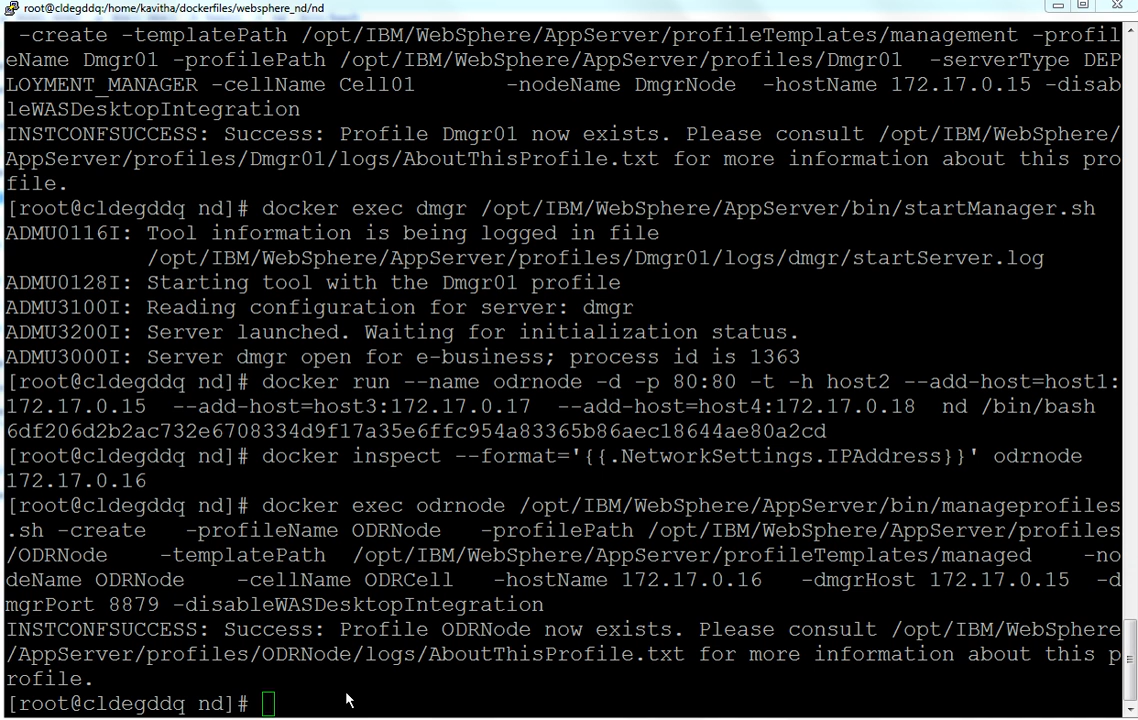 root@cldegddq:/home/kavitha/dockerfiles/websphere_nd/nd
 -create -templatePath /opt/IBM/WebSphere/AppServer/profileTemplates/management -profil
eName Dmgr01 -profilePath /opt/IBM/WebSphere/AppServer/profiles/Dmgr01  -serverType DEP
LOYMENT_MANAGER -cellName Cell01       -nodeName DmgrNode  -hostName 172.17.0.15 -disab
leWASDesktopIntegration
INSTCONFSUCCESS: Success: Profile Dmgr01 now exists. Please consult /opt/IBM/WebSphere/
AppServer/profiles/Dmgr01/logs/AboutThisProfile.txt for more information about this pro
file.
[root@cldegddq nd]# docker exec dmgr /opt/IBM/WebSphere/AppServer/bin/startManager.sh
ADMU0116I: Tool information is being logged in file
           /opt/IBM/WebSphere/AppServer/profiles/Dmgr01/logs/dmgr/startServer.log
ADMU0128I: Starting tool with the Dmgr01 profile
ADMU3100I: Reading configuration for server: dmgr
ADMU3200I: Server launched. Waiting for initialization status.
ADMU3000I: Server dmgr open for e-business; process id is 1363
[root@cldegddq nd]# docker run --name odrnode -d -p 80:80 -t -h host2 --add-host=host1:
172.17.0.15  --add-host=host3:172.17.0.17  --add-host=host4:172.17.0.18  nd /bin/bash
6df206d2b2ac732e6708334d9f17a35e6ffc954a83365b86aec18644ae80a2cd
[root@cldegddq nd]# docker inspect --format='{{.NetworkSettings.IPAddress}}' odrnode
172.17.0.16
[root@cldegddq nd]# docker exec odrnode /opt/IBM/WebSphere/AppServer/bin/manageprofiles
.sh -create   -profileName ODRNode   -profilePath /opt/IBM/WebSphere/AppServer/profiles
/ODRNode    -templatePath  /opt/IBM/WebSphere/AppServer/profileTemplates/managed   -no
deName ODRNode    -cellName ODRCell   -hostName 172.17.0.16   -dmgrHost 172.17.0.15 -d
mgrPort 8879 -disableWASDesktopIntegration
INSTCONFSUCCESS: Success: Profile ODRNode now exists. Please consult /opt/IBM/WebSphere
/AppServer/profiles/ODRNode/logs/AboutThisProfile.txt for more information about this p
rofile.
[root@cldegddq nd]#